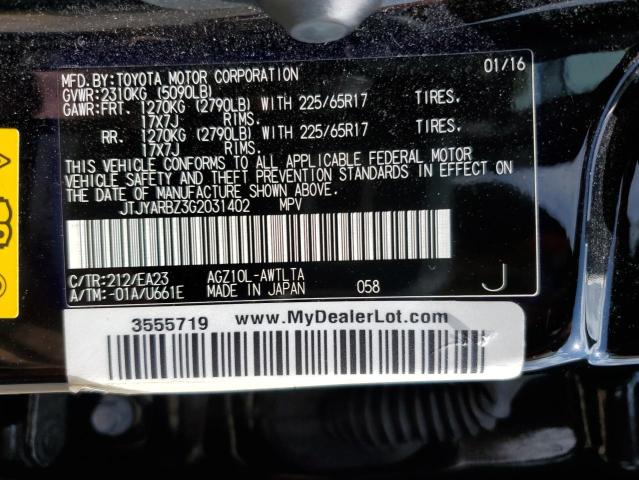 MFD.BY:TOYOTA MOTOR CORPORATION 01/16
GVWR:2310KG (5090LB)
GAWR:FRT. 1270KG (2790LB) WITH 225/65R17 TIRES.
17X7J RIMS.
RR. 1270KG (2790LB) WITH 225/65R17 TIRES.
17X7J RIMS.
THIS VEHICLE CONFORMS TO ALL APPLICABLE FEDERAL MOTOR
VEHICLE SAFETY AND THEFT PREVENTION STANDARDS IN EFFECT ON
THE DATE OF MANUFACTURE SHOWN ABOVE.
JTJYARBZ3G2031402 MPV
C/TR:212/EA23 AGZ10L-AWTLTA
A/TM:-01A/U661E MADE IN JAPAN 058 J
3555719 www.MyDealerLot.com